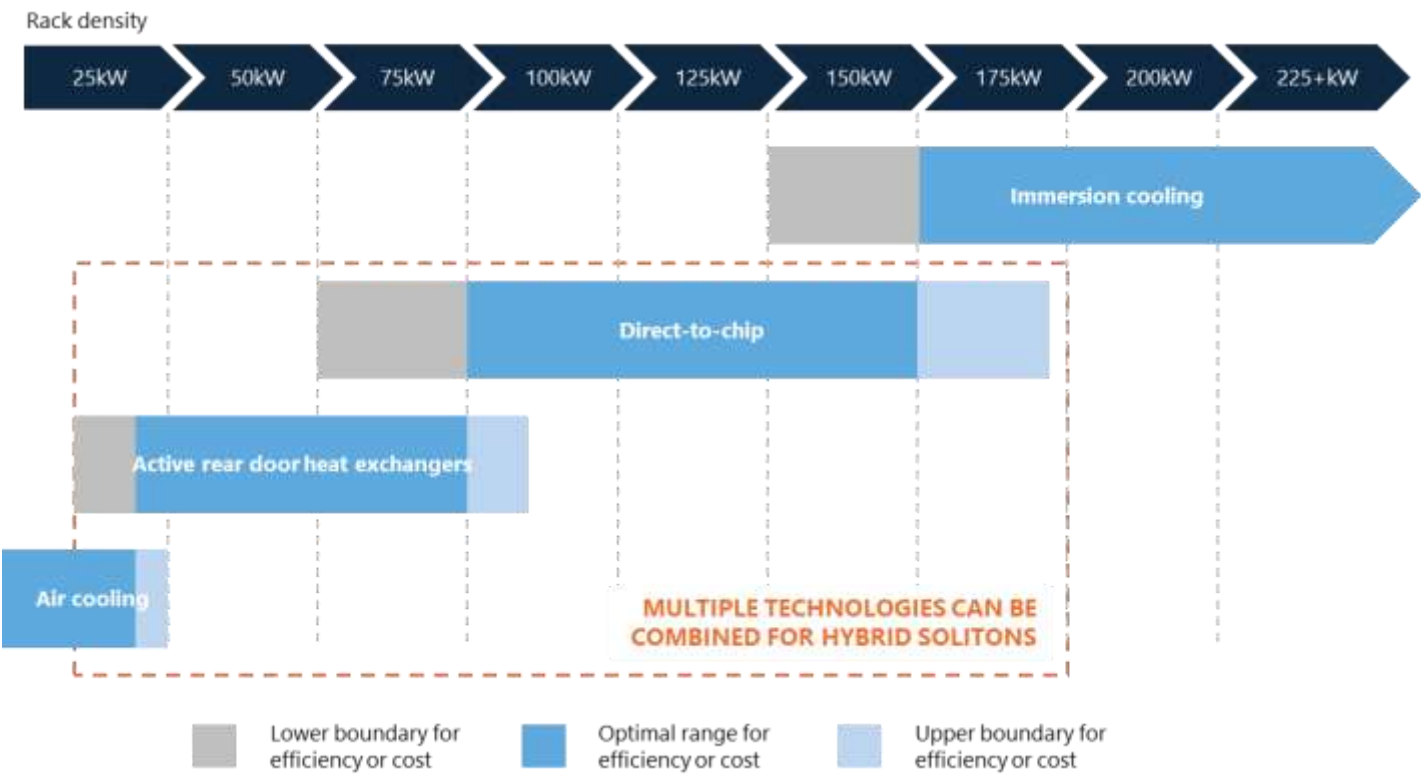 Rack density
25kW 50kW 75kW 100kW 125kW 150kW 175kW 200kW 225+kW
Immersion cooling
Direct-to-chip
Active rear door heat exchangers
Air cooling
MULTIPLE TECHNOLOGIES CAN BE
COMBINED FOR HYBRID SOLITONS
Lower boundary for
efficiency or cost
Optimal range for
efficiency or cost
Upper boundary for
efficiency or cost